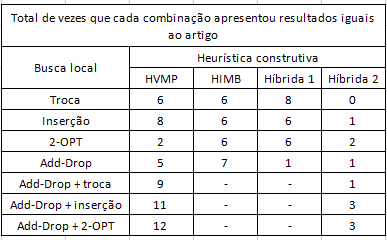 Total de vezes que cada combinação apresentou resultados iguais
ao artigo
Busca local Heurística construtiva
HVMP HIMB Híbrida 1 Híbrida 2
Troca 6 6 8 0
Inserção 8 6 6 1
2-OPT 2 6 6 2
Add-Drop 5 7 1 1
Add-Drop + troca 9 - - 1
Add-Drop + inserção 11 - - 3
Add-Drop + 2-OPT 12 - - 3